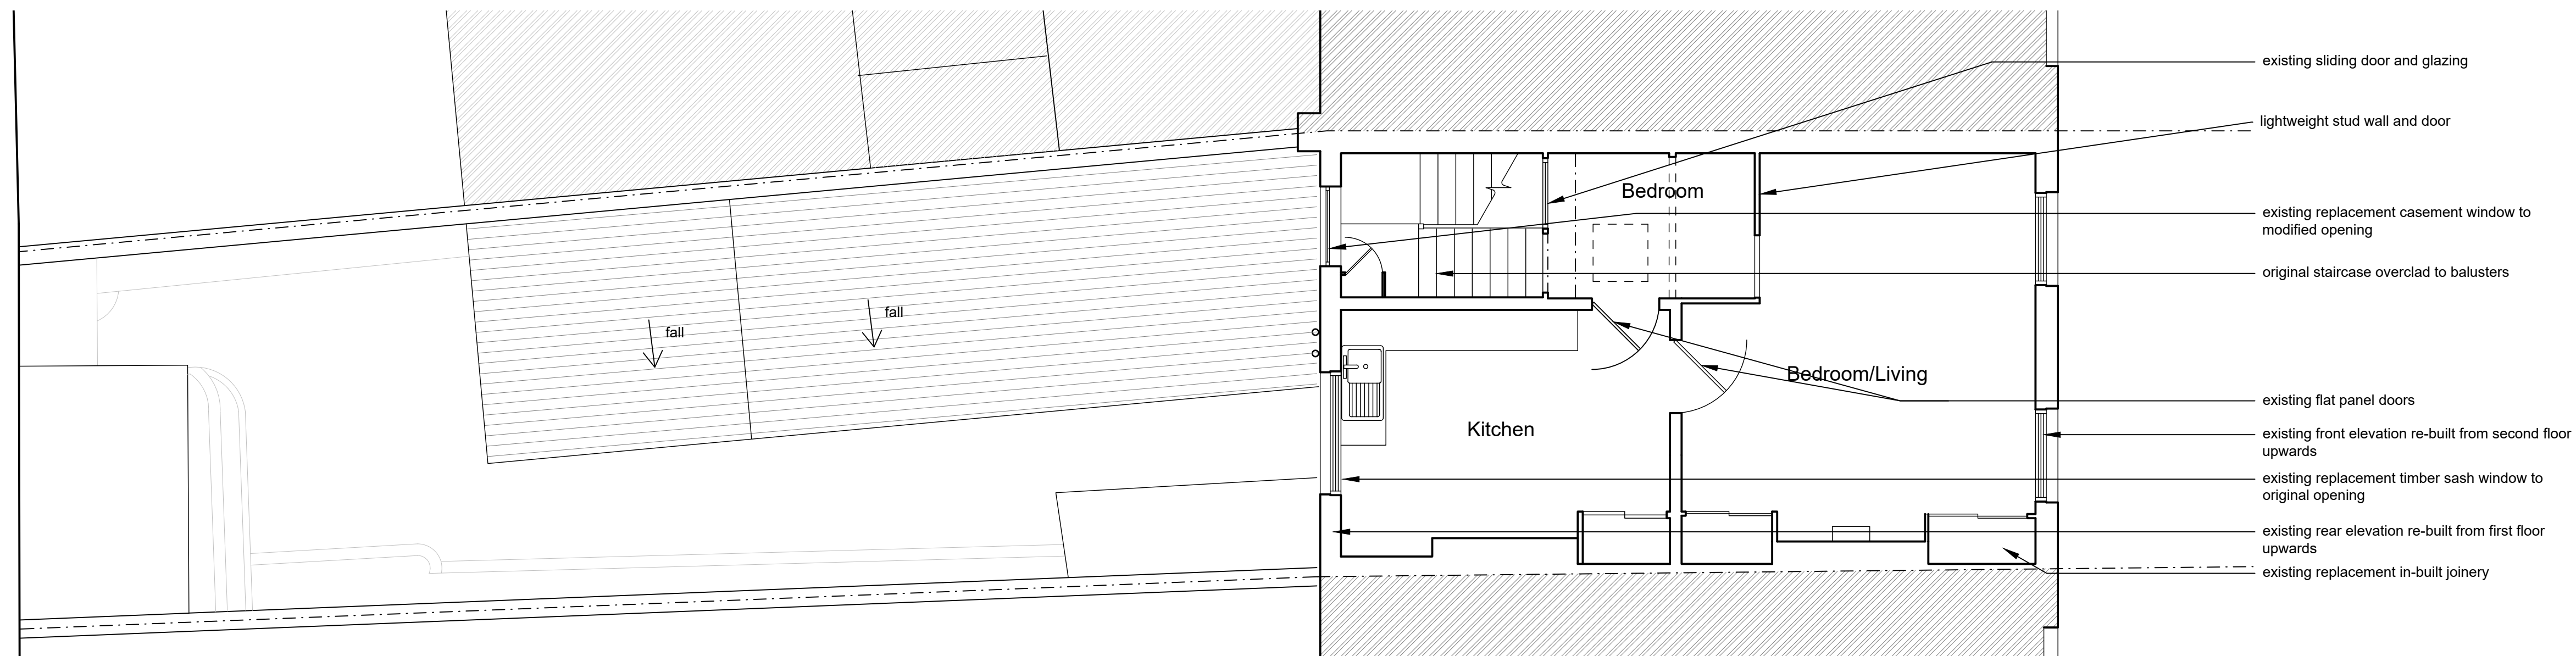 existing sliding door and glazing
lightweight stud wall and door
Bedroom
existing replacement casement window to
modified opening
original staircase overclad to balusters
fall
fall
Bedroom/Living
existing flat panel doors
Kitchen
existing front elevation re-built from second floor
upwards
existing replacement timber sash window to
original opening
existing rear elevation re-built from first floor
upwards
existing replacement in-built joinery